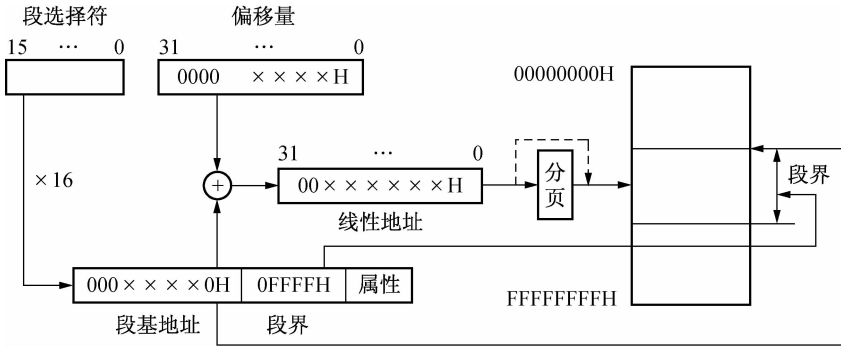 段选择符
偏移量
15 … 0
31 … 0
0000 ××××H
00000000H
31 … 0
×16
+
00××××××H
分页
段界
线性地址
000××××0H
0FFFFH
属性
FFFFFFFFH
段基地址
段界